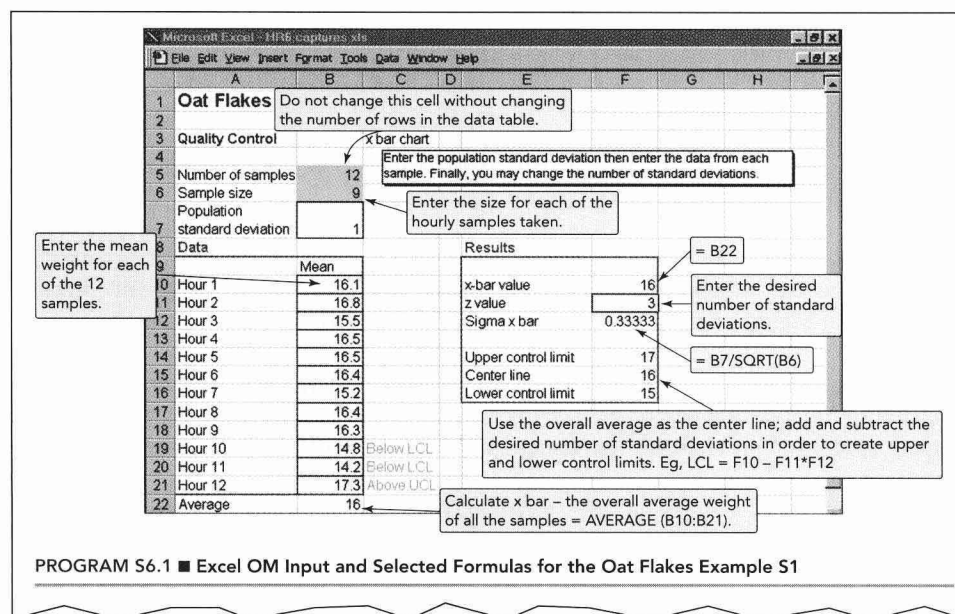 Microsoft Excel - HR6 captures.xls
File Edit View Insert Format Tools Data Window Help
A B C D E F G H
1 Oat Flakes
Do not change this cell without changing
the number of rows in the data table.
2
3 Quality Control x bar chart
4
Enter the population standard deviation then enter the data from each
sample. Finally, you may change the number of standard deviations.
5 Number of samples 12
6 Sample size 9
Enter the size for each of the
hourly samples taken.
Population
7 standard deviation 1
8 Data Results
Enter the mean
weight for each
of the 12
samples.
= B22
9 Mean
10 Hour 1 16.1 x-bar value 16
11 Hour 2 16.8 z value 3
Enter the desired
number of standard
deviations.
12 Hour 3 15.5 Sigma x bar 0.33333
13 Hour 4 16.5
= B7/SQRT(B6)
14 Hour 5 16.5 Upper control limit 17
15 Hour 6 16.4 Center line 16
16 Hour 7 15.2 Lower control limit 15
17 Hour 8 16.4
18 Hour 9 16.3
Use the overall average as the center line; add and subtract the
desired number of standard deviations in order to create upper
and lower control limits. Eg, LCL = F10 – F11*F12
19 Hour 10 14.8 Below LCL
20 Hour 11 14.2 Below LCL
21 Hour 12 17.3 Above UCL
22 Average 16
Calculate x bar – the overall average weight
of all the samples = AVERAGE (B10:B21).
PROGRAM S6.1 ■ Excel OM Input and Selected Formulas for the Oat Flakes Example S1